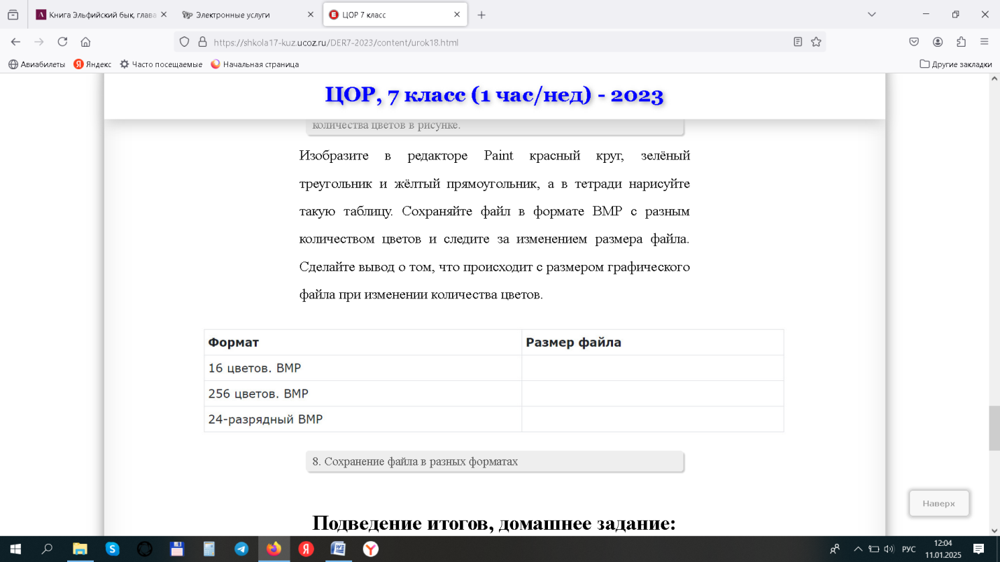 Книга Эльфийский бык, глава
Электронные услуги
ЦОР 7 класс
https://shkola17-kuz.ucoz.ru/DER7-2023/content/urok18.html
Авиабилеты
Яндекс
Часто посещаемые
Начальная страница
Другие закладки
ЦОР, 7 класс (1 час/нед) - 2023
количества цветов в рисунке.
Изобразите в редакторе Paint красный круг, зелёный
треугольник и жёлтый прямоугольник, а в тетради нарисуйте
такую таблицу. Сохраняйте файл в формате BMP с разным
количеством цветов и следите за изменением размера файла.
Сделайте вывод о том, что происходит с размером графического
файла при изменении количества цветов.
Формат Размер файла
16 цветов. BMP
256 цветов. BMP
24-разрядный BMP
8. Сохранение файла в разных форматах
Наверх
Подведение итогов, домашнее задание:
РУС
12:04
11.01.2025